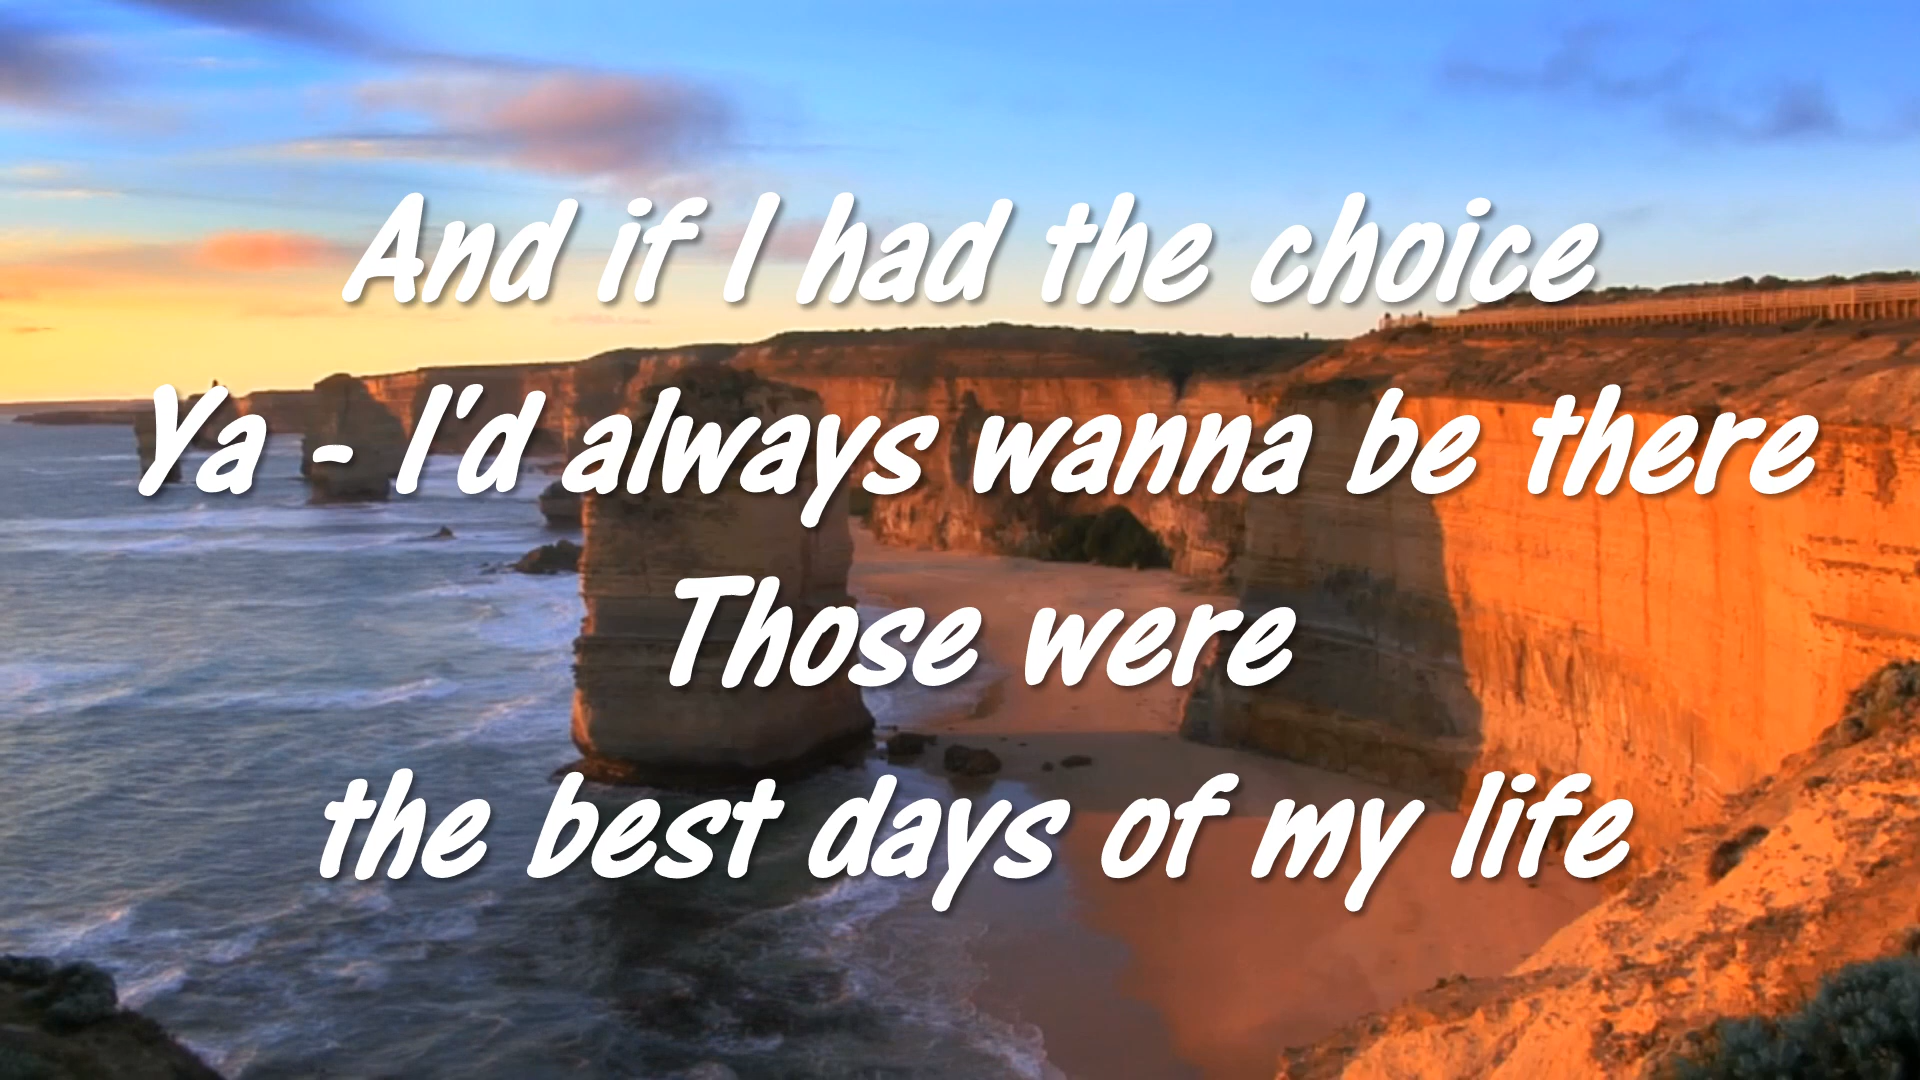 And if I had the choice
Ya - I'd always wanna be there
Those were
the best days of my life